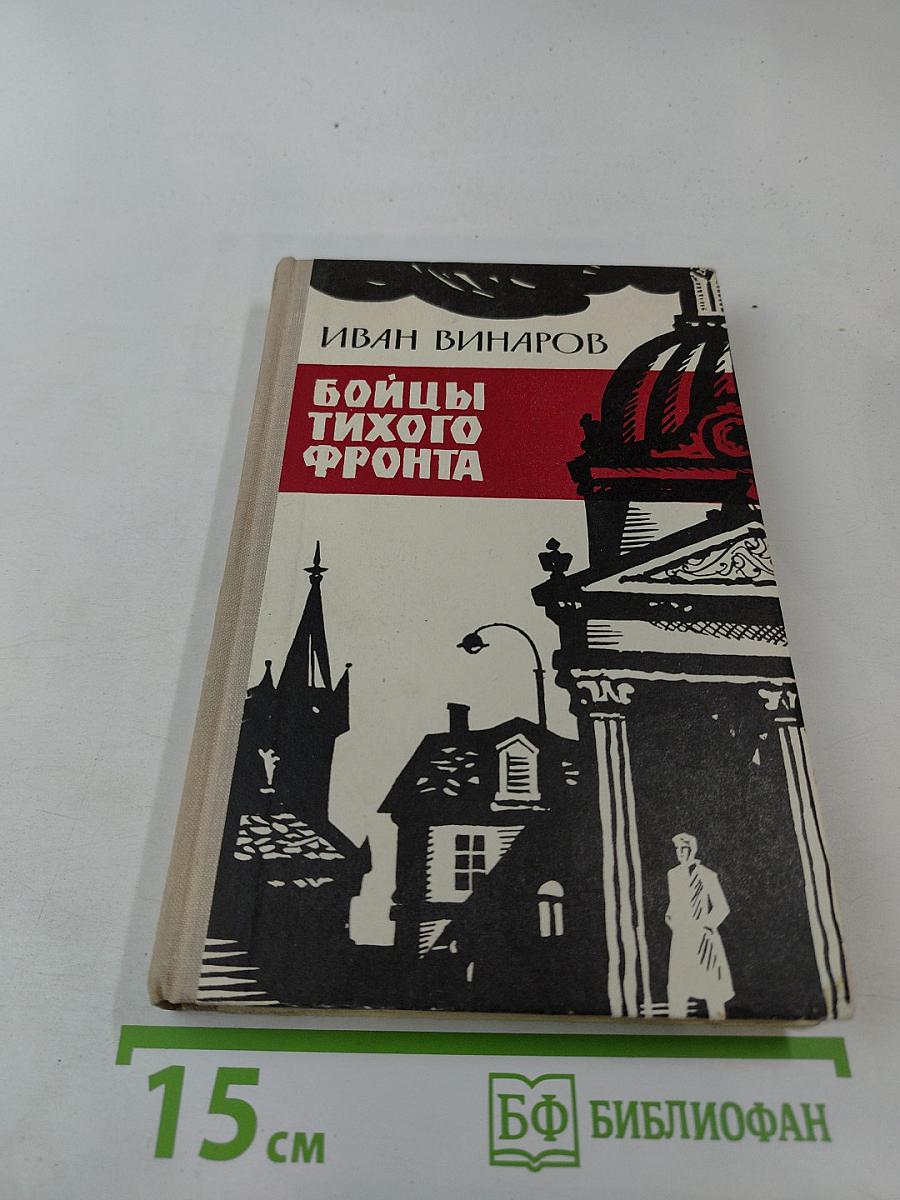 ИВАН ВИНАРОВ
БОЙЦЫ
ТИХОГО
ФРОНТА
15 см
БФ БИБЛИОФАН